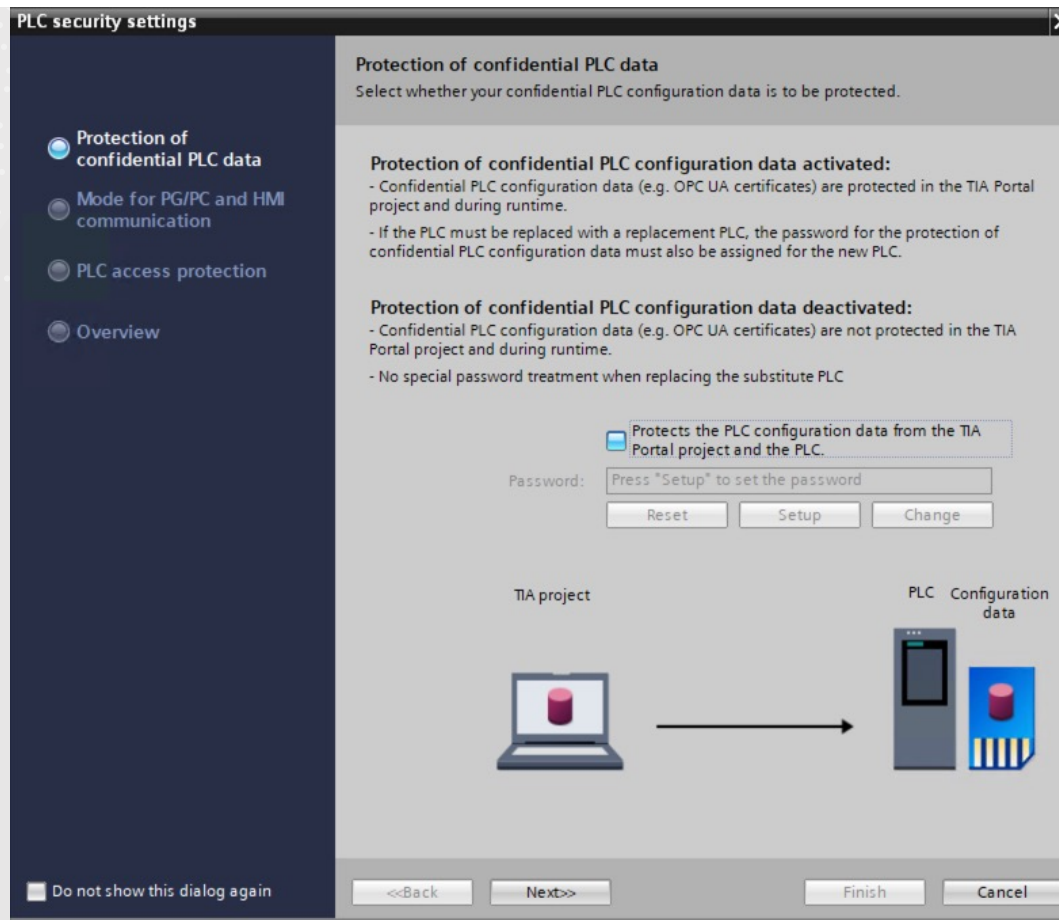 PLC security settings
Protection of confidential PLC data
Select whether your confidential PLC configuration data is to be protected.
Protection of
confidential PLC data
Mode for PG/PC and HMI
communication
PLC access protection
Overview
Protection of confidential PLC configuration data activated:
- Confidential PLC configuration data (e.g. OPC UA certificates) are protected in the TIA Portal
project and during runtime.
- If the PLC must be replaced with a replacement PLC, the password for the protection of
confidential PLC configuration data must also be assigned for the new PLC.
Protection of confidential PLC configuration data deactivated:
- Confidential PLC configuration data (e.g. OPC UA certificates) are not protected in the TIA
Portal project and during runtime.
- No special password treatment when replacing the substitute PLC
Protects the PLC configuration data from the TIA
Portal project and the PLC.
Password: Press "Setup" to set the password
Reset Setup Change
TIA project
PLC Configuration
data
Do not show this dialog again
<<Back Next>> Finish Cancel